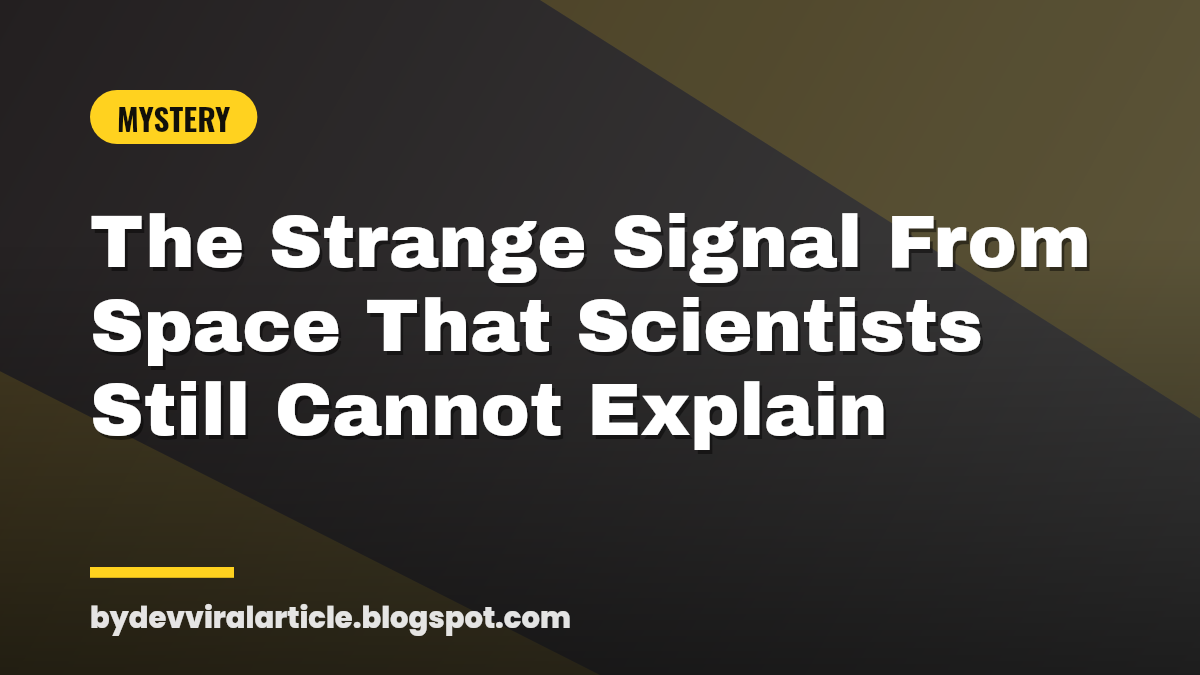 MYSTERY
The Strange Signal From
Space That Scientists
Still Cannot Explain
bydevviralarticle.blogspot.com